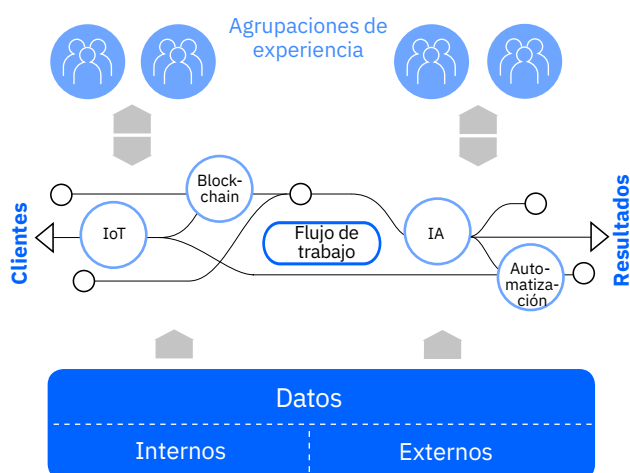 Agrupaciones de
experiencia
Block-
chain
IoT
Flujo de
trabajo
IA
Auto-
matiza-
ción
Clientes
Resultados
Datos
Internos
Externos